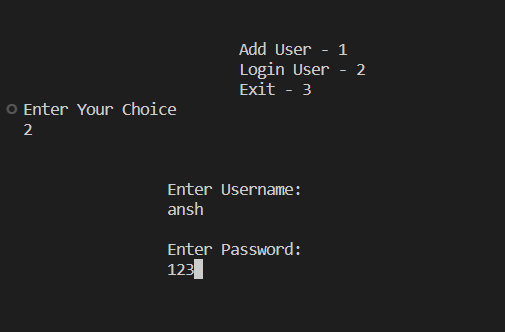 Add User - 1
Login User - 2
Exit - 3
Enter Your Choice
2
Enter Username:
ansh
Enter Password:
123